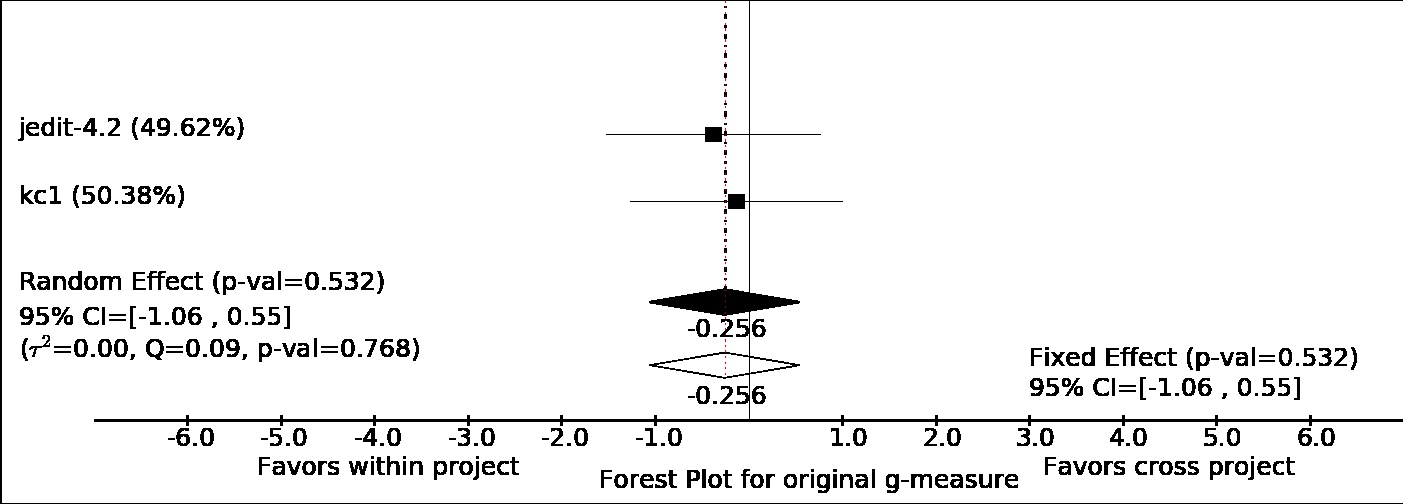 jedit-4.2 (49.62%)
kc1 (50.38%)
Random Effect (p-val=0.532)
95% CI=[-1.06 , 0.55]
(τ²=0.00, Q=0.09, p-val=0.768)
-0.256
-0.256
Fixed Effect (p-val=0.532)
95% CI=[-1.06 , 0.55]
-6.0 -5.0 -4.0 -3.0 -2.0 -1.0 1.0 2.0 3.0 4.0 5.0 6.0
Favors within project
Forest Plot for original g-measure
Favors cross project